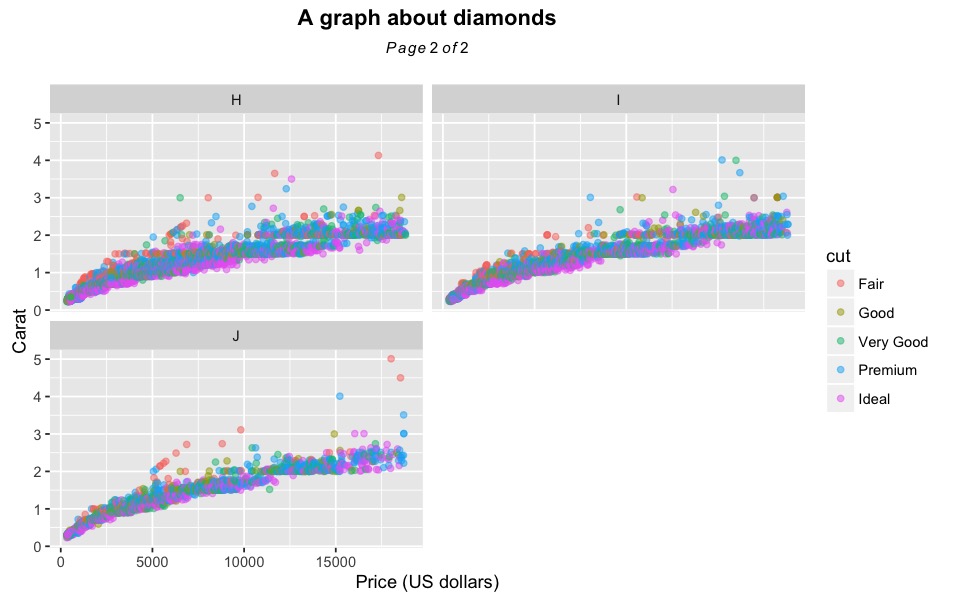 A graph about diamonds
Page 2 of 2
H
I
5
4
3
2
1
0
J
5
4
3
2
1
0
0 5000 10000 15000
Price (US dollars)
Carat
cut
Fair
Good
Very Good
Premium
Ideal